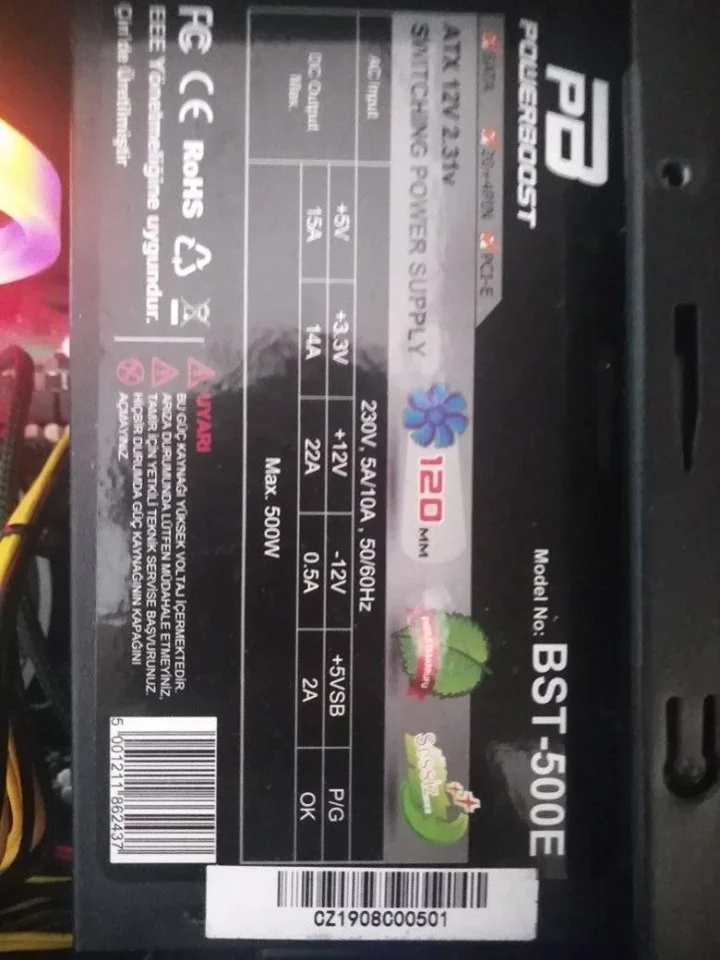 PB
POWERBOOST
Model No: BST-500E
SATA 20+4PIN PCI-E
ATX 12V 2.31v
SWITCHING POWER SUPPLY
120 MM
AC Input 230V, 5A/10A , 50/60Hz
DC Output +5V +3.3V +12V -12V +5VSB P/G
Max. 15A 14A 22A 0.5A 2A OK
Max. 500W
FC CE RoHS
EEE Yönetmeliğine uygundur.
Çin'de Üretilmiştir
UYARI
BU GÜÇ KAYNAĞI YÜKSEK VOLTAJ İÇERMEKTEDİR.
ARIZA DURUMUNDA LÜTFEN MÜDAHALE ETMEYİNİZ,
TAMİR İÇİN YETKİLİ TEKNİK SERVİSE BAŞVURUNUZ.
HİÇBİR DURUMDA GÜÇ KAYNAĞININ KAPAĞINI
AÇMAYINIZ.
5 001211 862437
CZ1908C00501